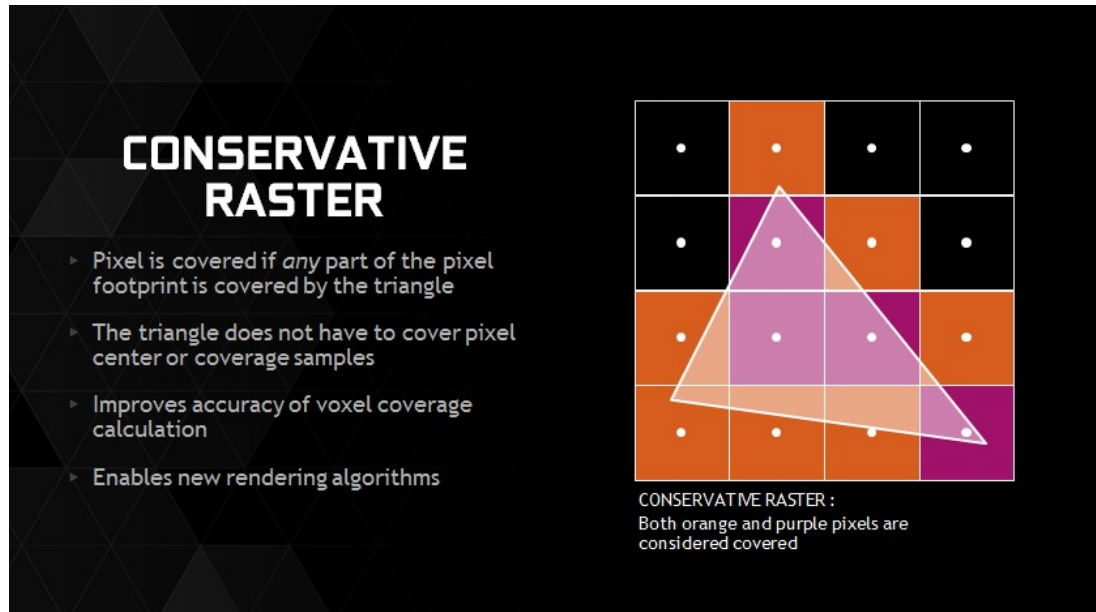 CONSERVATIVE
RASTER
▸ Pixel is covered if any part of the pixel
footprint is covered by the triangle
▸ The triangle does not have to cover pixel
center or coverage samples
▸ Improves accuracy of voxel coverage
calculation
▸ Enables new rendering algorithms
CONSERVATIVE RASTER :
Both orange and purple pixels are
considered covered